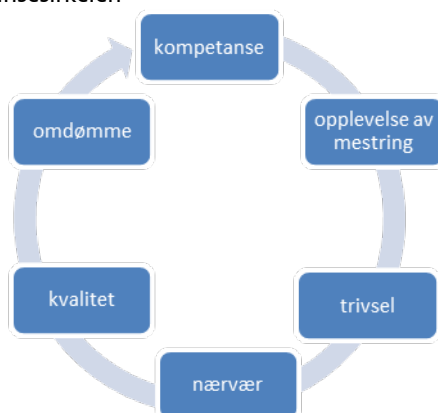 kompetanse
opplevelse av
mestring
trivsel
nærvær
kvalitet
omdømme